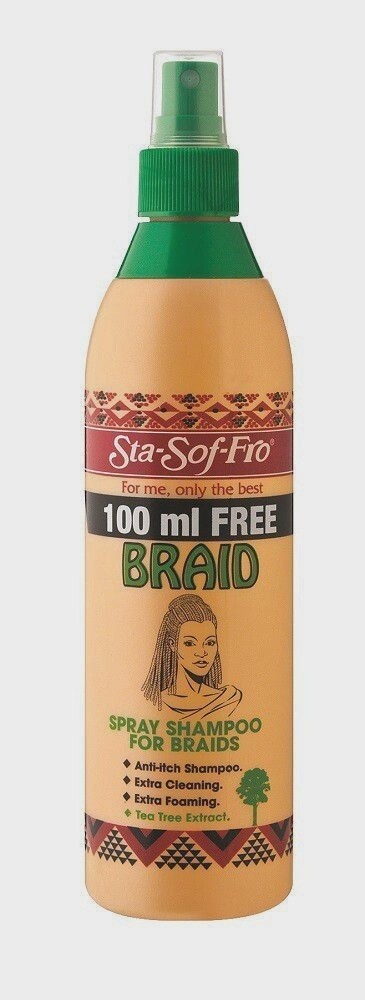 Sta-Sof-Fro®
For me, only the best
100 ml FREE
BRAID
SPRAY SHAMPOO
FOR BRAIDS
Anti-itch Shampoo.
Extra Cleaning.
Extra Foaming.
Tea Tree Extract.